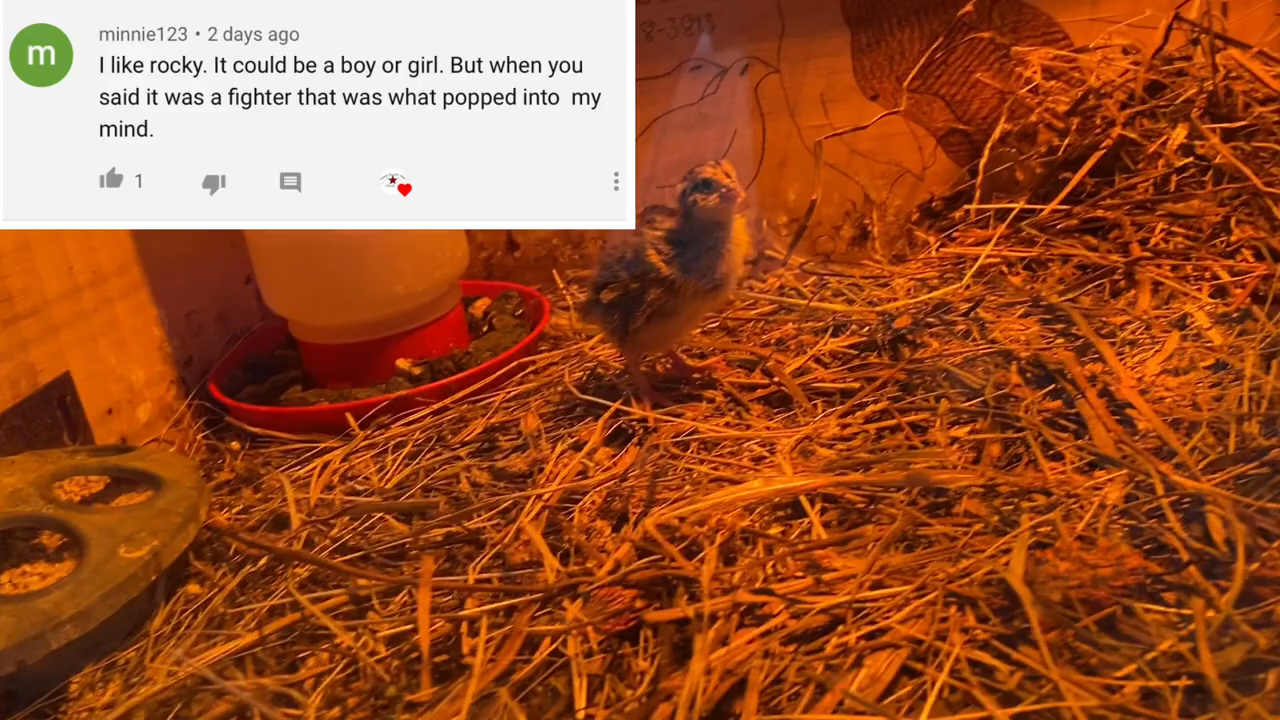 minnie123 • 2 days ago
I like rocky. It could be a boy or girl. But when you
said it was a fighter that was what popped into  my
mind.
m
1